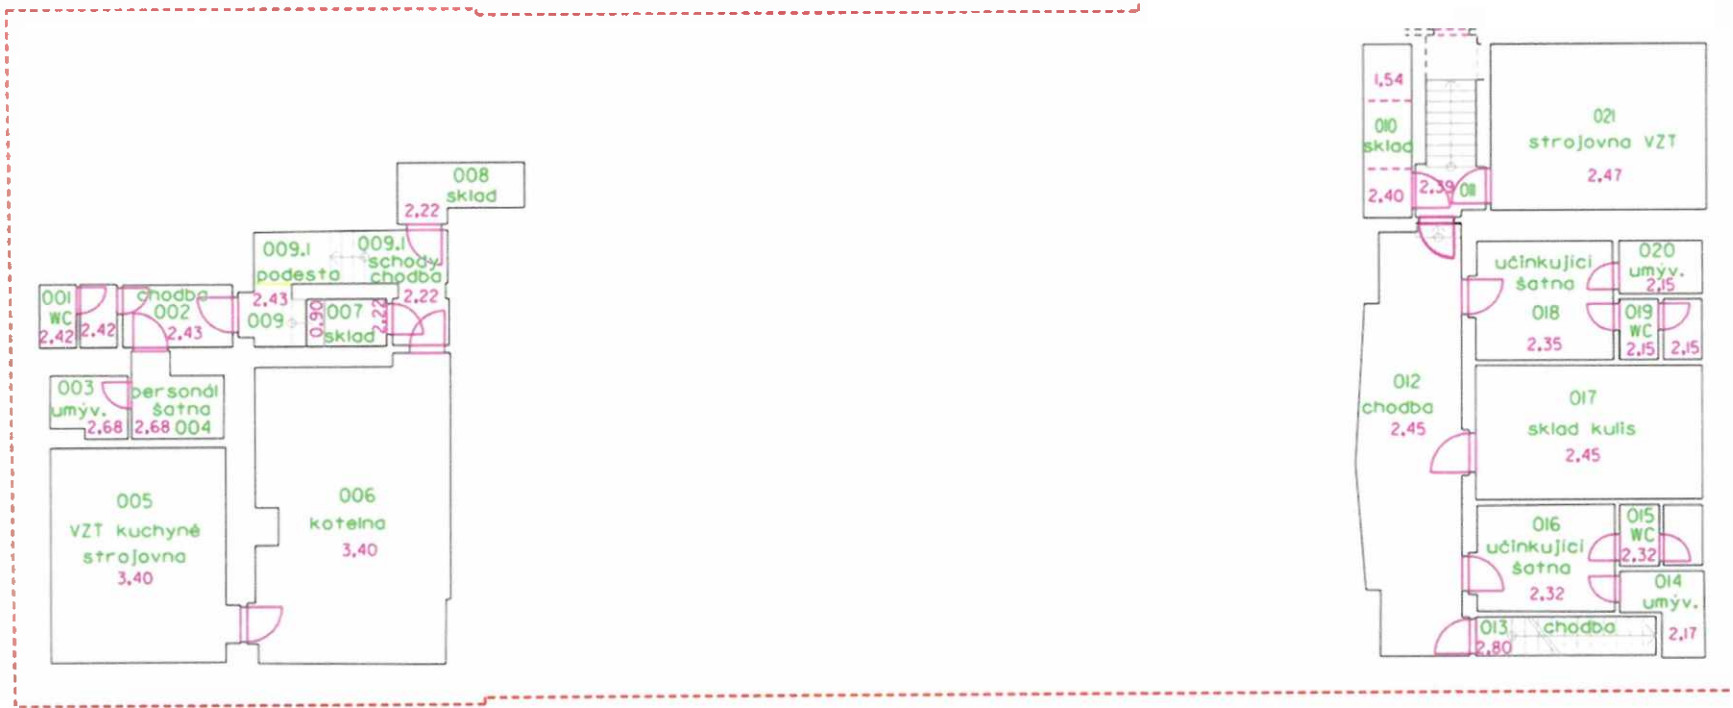 008
sklad
2,22
009.1
podesta
009.1
schody
chodba
2,22
001
WC
2,42
2,42
chodba
002
2,43
2,43
009
0,90
007
sklad
2,22
003
umýv.
2,68
personál
šatna
2,68 004
005
VZT kuchyně
strojovna
3,40
006
kotelna
3,40
1,54
010
sklad
2,40
2,39
011
021
strojovna VZT
2,47
účinkující
šatna
018
2,35
020
umýv.
2,15
019
WC
2,15
2,15
012
chodba
2,45
017
sklad kulis
2,45
016
účinkující
šatna
2,32
015
WC
2,32
014
umýv.
2,17
013
2,80
chodba